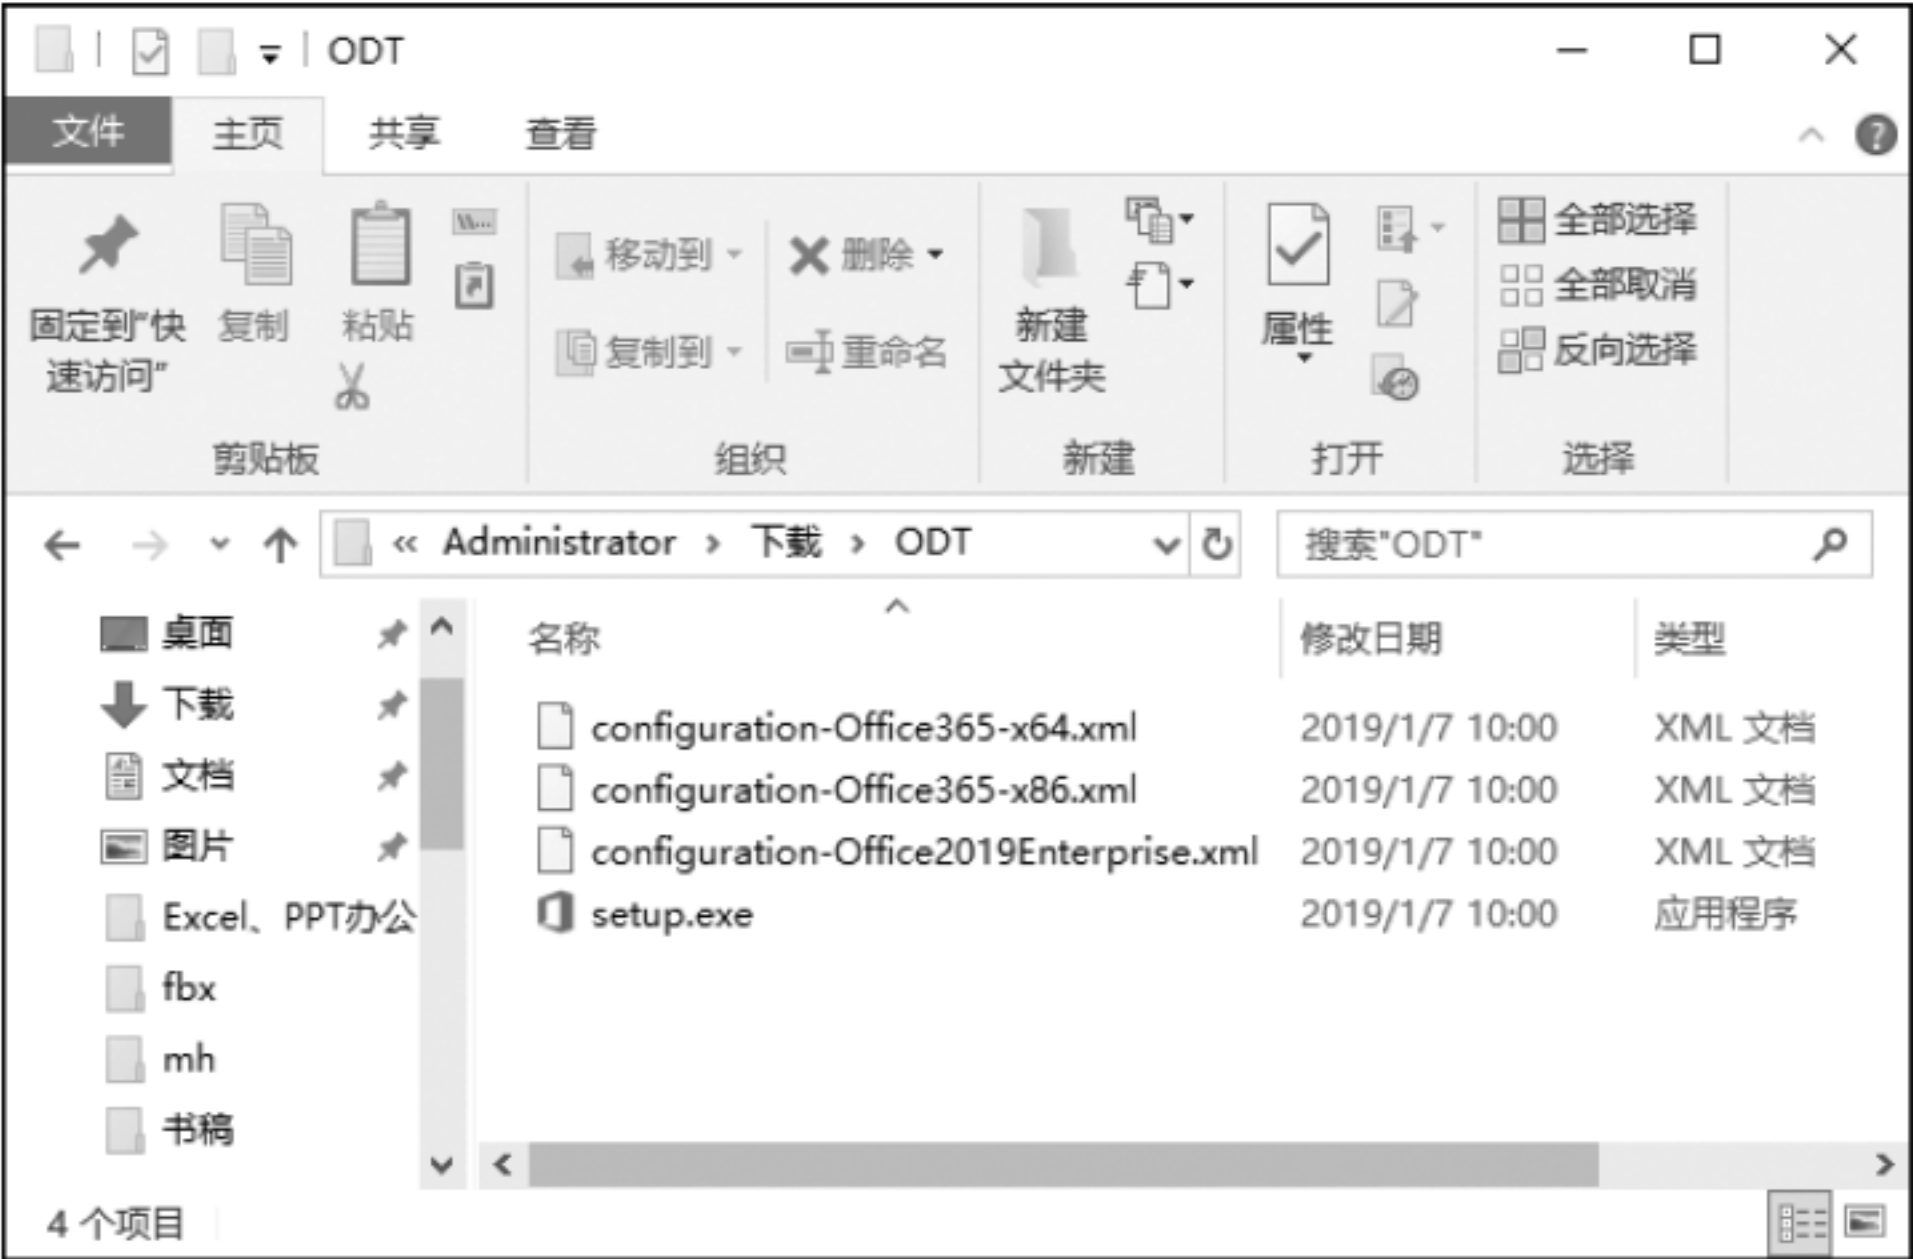 ODT
文件 主页 共享 查看
固定到"快速访问"
复制
粘贴
移动到
复制到
删除
重命名
新建文件夹
属性
全部选择
全部取消
反向选择
剪贴板 组织 新建 打开 选择
« Administrator › 下载 › ODT
搜索"ODT"
桌面
下载
文档
图片
Excel、PPT办公
fbx
mh
书稿
名称 修改日期 类型
configuration-Office365-x64.xml 2019/1/7 10:00 XML 文档
configuration-Office365-x86.xml 2019/1/7 10:00 XML 文档
configuration-Office2019Enterprise.xml 2019/1/7 10:00 XML 文档
setup.exe 2019/1/7 10:00 应用程序
4 个项目